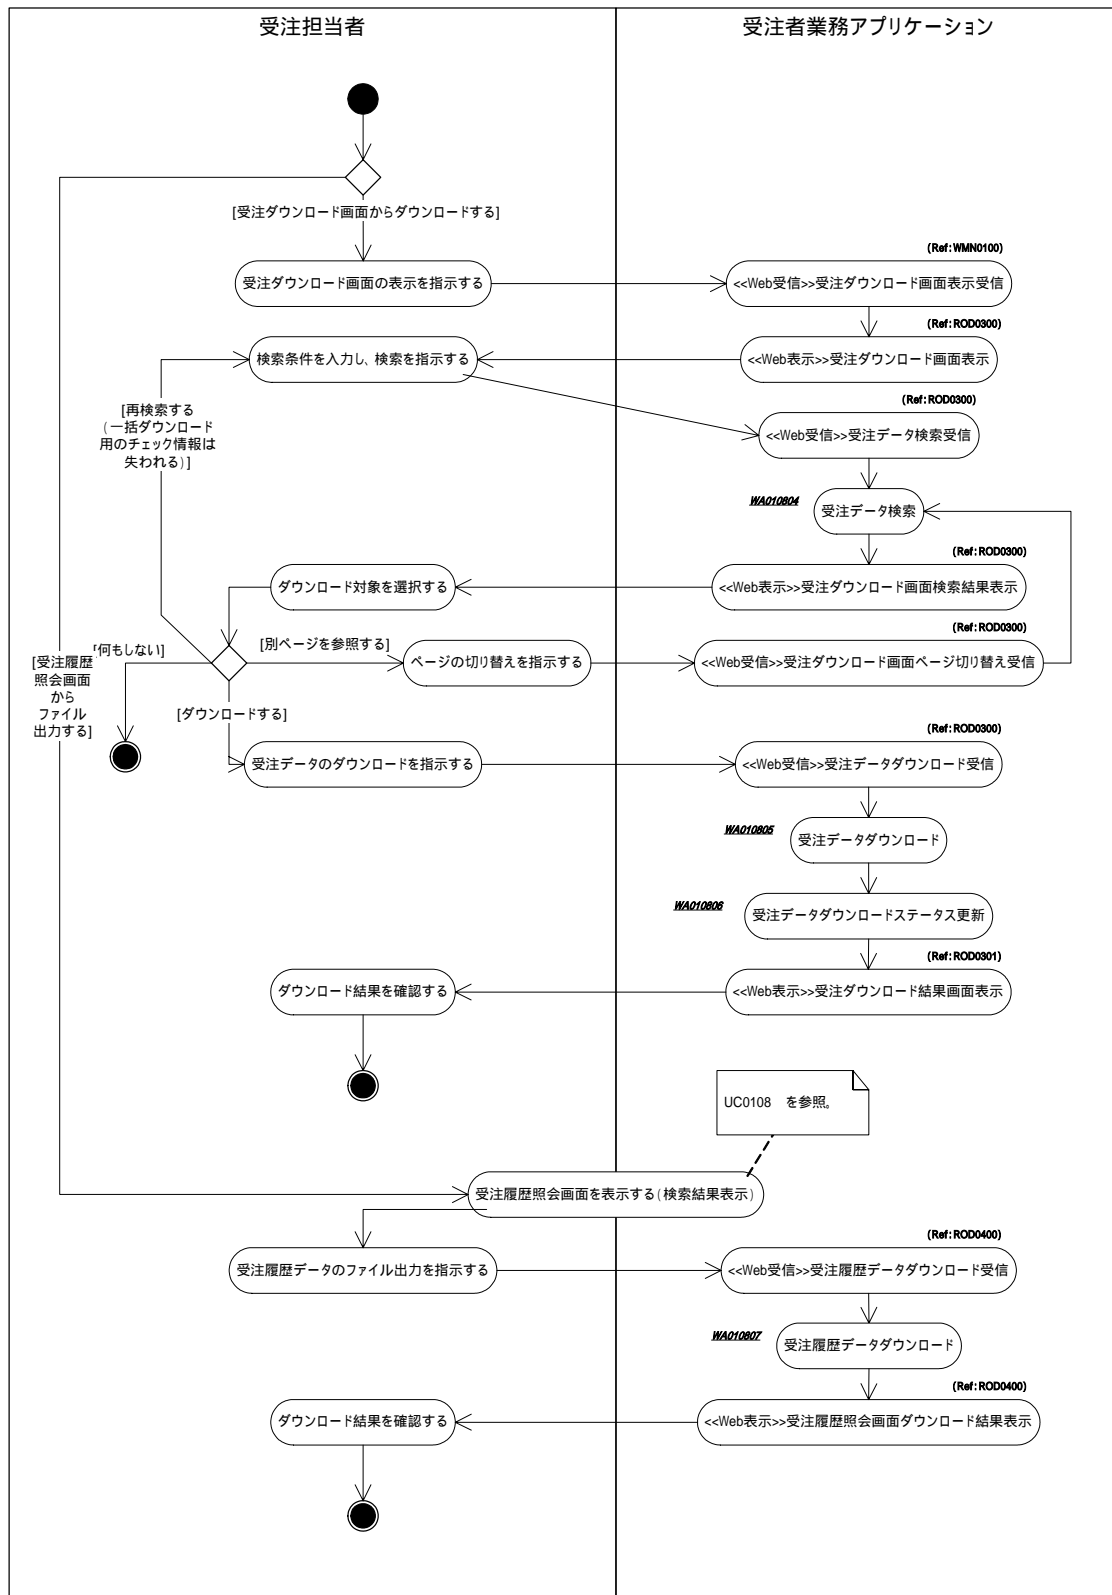 受注担当者
受注者業務アプリケーション
[受注ダウンロード画面からダウンロードする]
(Ref:WMN0100)
受注ダウンロード画面の表示を指示する
<<Web受信>>受注ダウンロード画面表示受信
(Ref:ROD0300)
検索条件を入力し、検索を指示する
<<Web表示>>受注ダウンロード画面表示
[再検索する
(一括ダウンロード
用のチェック情報は
失われる)]
(Ref:ROD0300)
<<Web受信>>受注データ検索受信
WA010804
受注データ検索
(Ref:ROD0300)
ダウンロード対象を選択する
<<Web表示>>受注ダウンロード画面検索結果表示
[別ページを参照する]
(Ref:ROD0300)
[何もしない]
ページの切り替えを指示する
<<Web受信>>受注ダウンロード画面ページ切り替え受信
[受注履歴
照会画面
から
ファイル
出力する]
[ダウンロードする]
(Ref:ROD0300)
受注データのダウンロードを指示する
<<Web受信>>受注データダウンロード受信
WA010805
受注データダウンロード
WA010806
受注データダウンロードステータス更新
(Ref:ROD0301)
ダウンロード結果を確認する
<<Web表示>>受注ダウンロード結果画面表示
UC0108 を参照。
受注履歴照会画面を表示する(検索結果表示)
(Ref:ROD0400)
受注履歴データのファイル出力を指示する
<<Web受信>>受注履歴データダウンロード受信
WA010807
受注履歴データダウンロード
(Ref:ROD0400)
ダウンロード結果を確認する
<<Web表示>>受注履歴照会画面ダウンロード結果表示